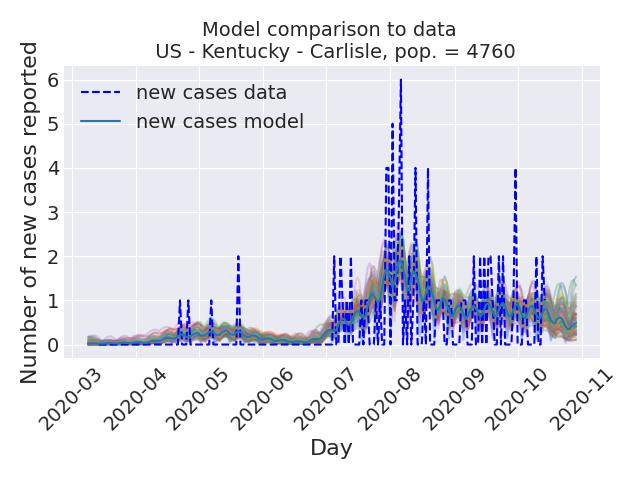 Model comparison to data
US - Kentucky - Carlisle, pop. = 4760
Number of new cases reported
6
5
4
3
2
1
0
new cases data
new cases model
2020-03
2020-04
2020-05
2020-06
2020-07
2020-08
2020-09
2020-10
2020-11
Day